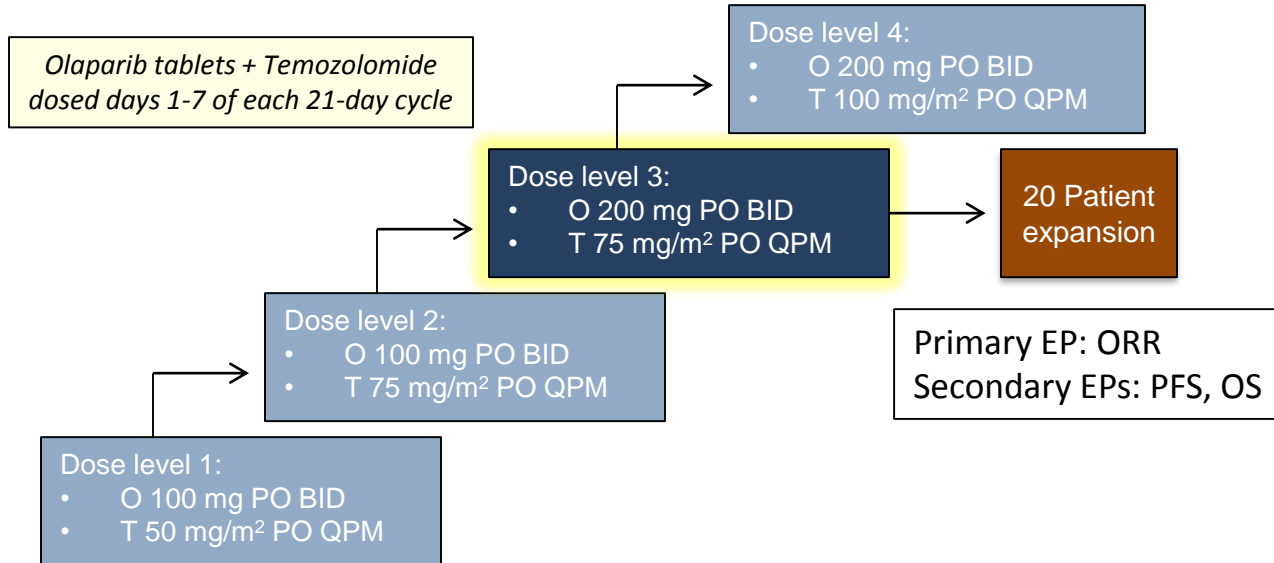 Olaparib tablets + Temozolomide
dosed days 1-7 of each 21-day cycle
Dose level 4:
• O 200 mg PO BID
• T 100 mg/m² PO QPM
Dose level 3:
• O 200 mg PO BID
• T 75 mg/m² PO QPM
20 Patient
expansion
Dose level 2:
• O 100 mg PO BID
• T 75 mg/m² PO QPM
Primary EP: ORR
Secondary EPs: PFS, OS
Dose level 1:
• O 100 mg PO BID
• T 50 mg/m² PO QPM